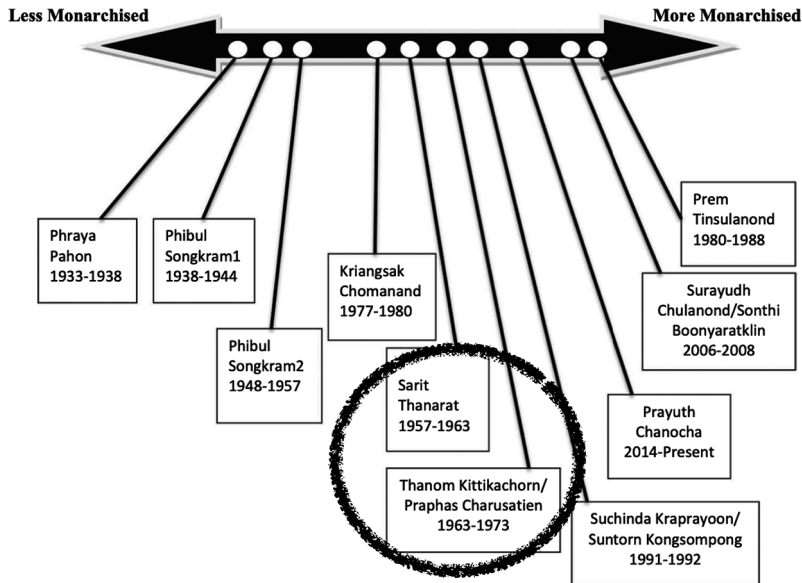 Less Monarchised
More Monarchised
Phraya
Pahon
1933-1938
Phibul
Songkram1
1938-1944
Phibul
Songkram2
1948-1957
Kriangsak
Chomanand
1977-1980
Sarit
Thanarat
1957-1963
Thanom Kittikachorn/
Praphas Charusatien
1963-1973
Suchinda Kraprayoon/
Suntorn Kongsompong
1991-1992
Prayuth
Chanocha
2014-Present
Surayudh
Chulanond/Sonthi
Boonyaratklin
2006-2008
Prem
Tinsulanond
1980-1988